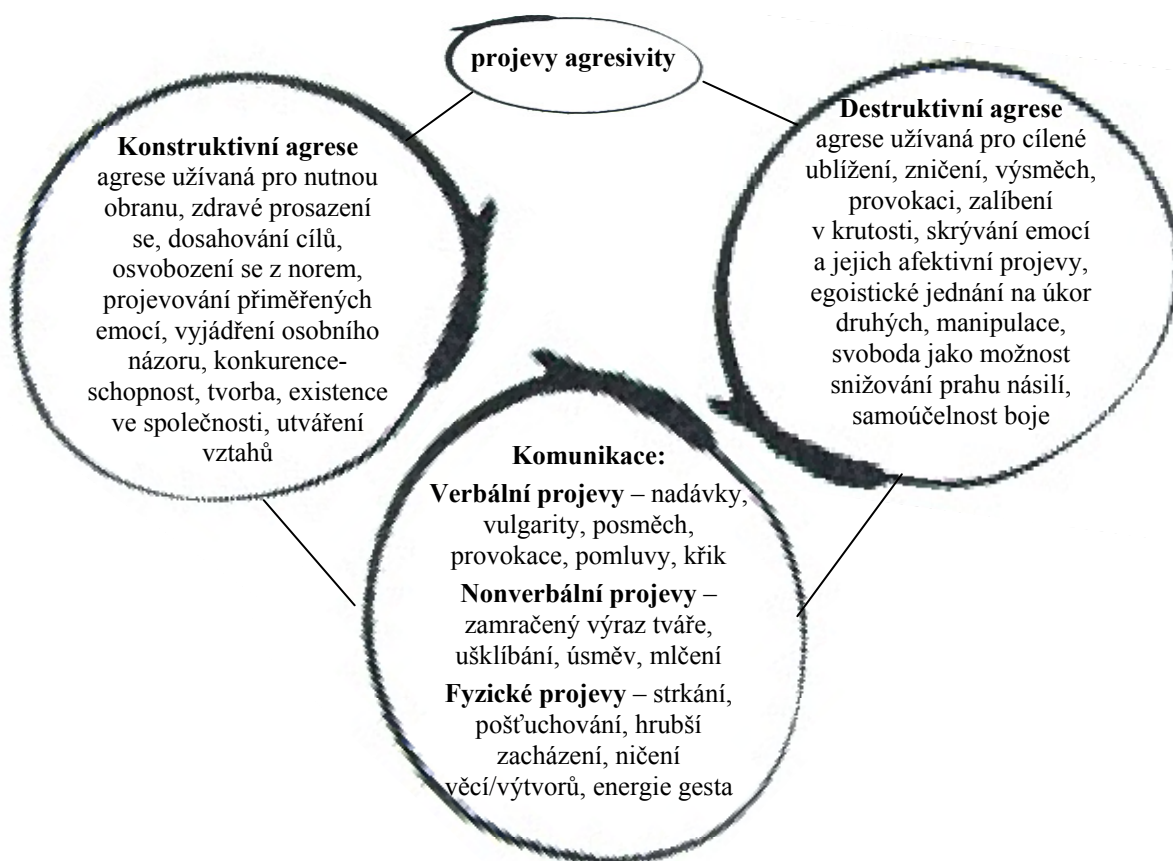 projevy agresivity
Konstruktivní agrese
agrese užívaná pro nutnou
obranu, zdravé prosazení
se, dosahování cílů,
osvobození se z norem,
projevování přiměřených
emocí, vyjádření osobního
názoru, konkurence-
schopnost, tvorba, existence
ve společnosti, utváření
vztahů
Destruktivní agrese
agrese užívaná pro cílené
ublížení, zničení, výsměch,
provokaci, zalíbení
v krutosti, skrývání emocí
a jejich afektivní projevy,
egoistické jednání na úkor
druhých, manipulace,
svoboda jako možnost
snižování prahu násilí,
samoúčelnost boje
Komunikace:
Verbální projevy – nadávky,
vulgarity, posměch,
provokace, pomluvy, křik
Nonverbální projevy –
zamračený výraz tváře,
ušklíbání, úsměv, mlčení
Fyzické projevy – strkání,
pošťuchování, hrubší
zacházení, ničení
věcí/výtvorů, energie gesta